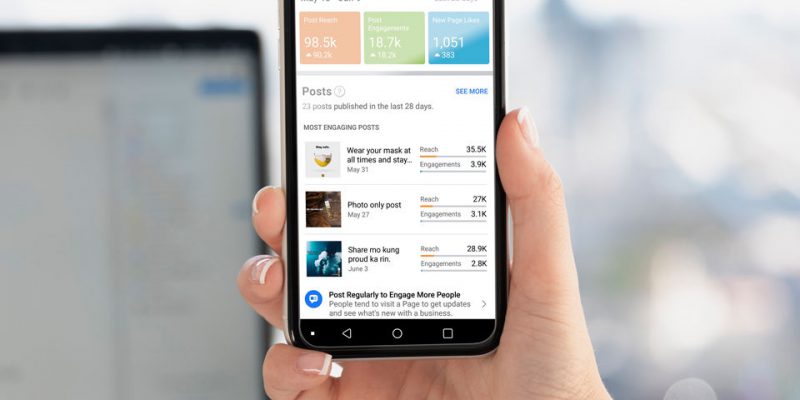 Post Reach
98.5k
90.2k
Post
Engagements
18.7k
18.2k
New Page Likes
1,051
383
Posts ?
SEE MORE
23 posts published in the last 28 days.
MOST ENGAGING POSTS
Wear your mask at
all times and stay...
May 31
Reach 35.5K
Engagements 3.9K
Photo only post
May 27
Reach 27K
Engagements 3.1K
Share mo kung
proud ka rin.
June 3
Reach 28.9K
Engagements 2.8K
Post Regularly to Engage More People
People tend to visit a Page to get updates
and see what's new with a business.